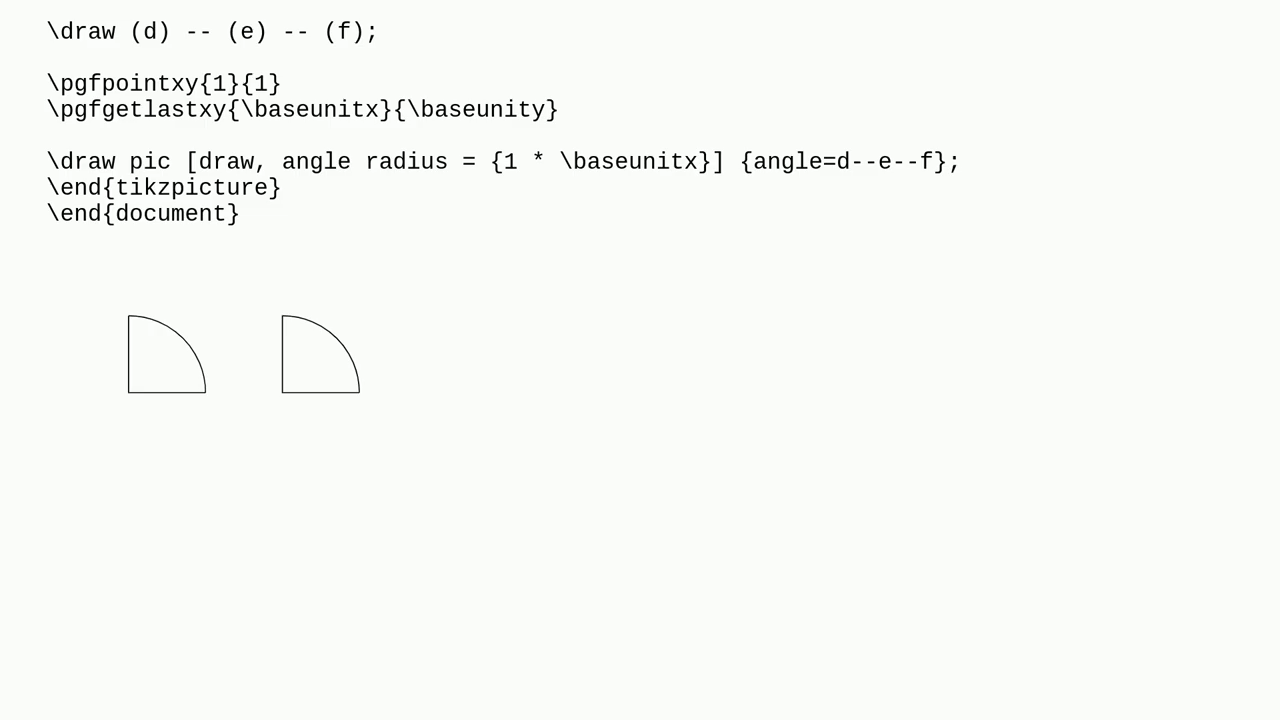 \draw (d) -- (e) -- (f);
\pgfpointxy{1}{1}
\pgfgetlastxy{\baseunitx}{\baseunity}
\draw pic [draw, angle radius = {1 * \baseunitx}] {angle=d--e--f};
\end{tikzpicture}
\end{document}